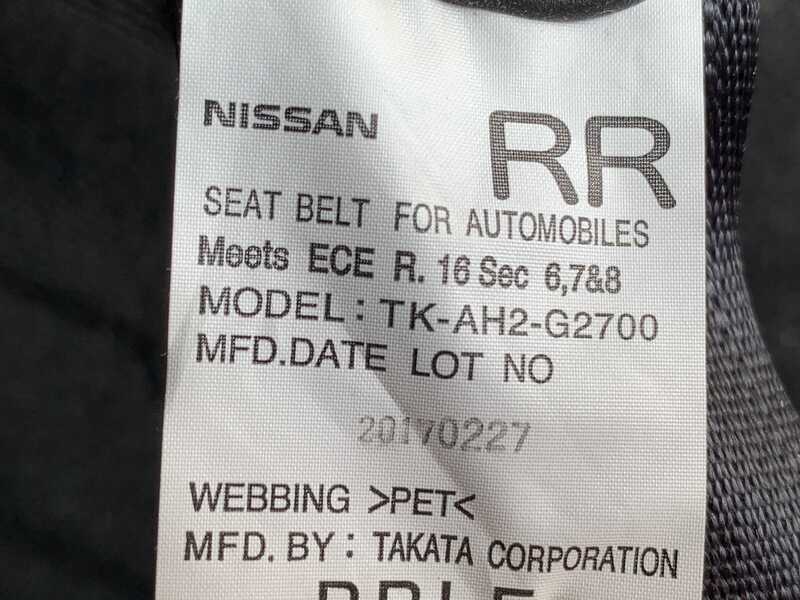 NISSAN RR
SEAT BELT FOR AUTOMOBILES
Meets ECE R. 16 Sec 6,7&8
MODEL : TK-AH2-G2700
MFD.DATE LOT NO
20170227
WEBBING >PET<
MFD. BY : TAKATA CORPORATION